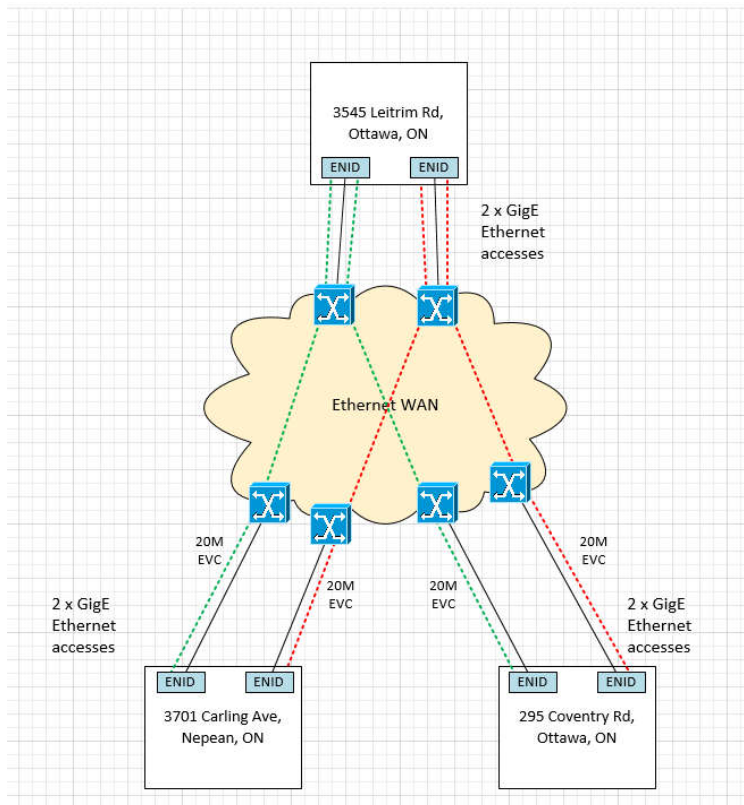 3545 Leitrim Rd,
Ottawa, ON
ENID
ENID
2 x GigE
Ethernet
accesses
Ethernet WAN
20M
EVC
20M
EVC
20M
EVC
20M
EVC
2 x GigE
Ethernet
accesses
2 x GigE
Ethernet
accesses
ENID
ENID
3701 Carling Ave,
Nepean, ON
ENID
ENID
295 Coventry Rd,
Ottawa, ON